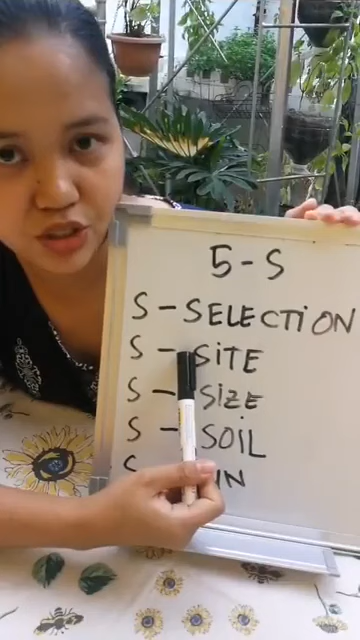 5-S
S - SELECTION
S - SiTE
S - SiZE
S - SOiL
S